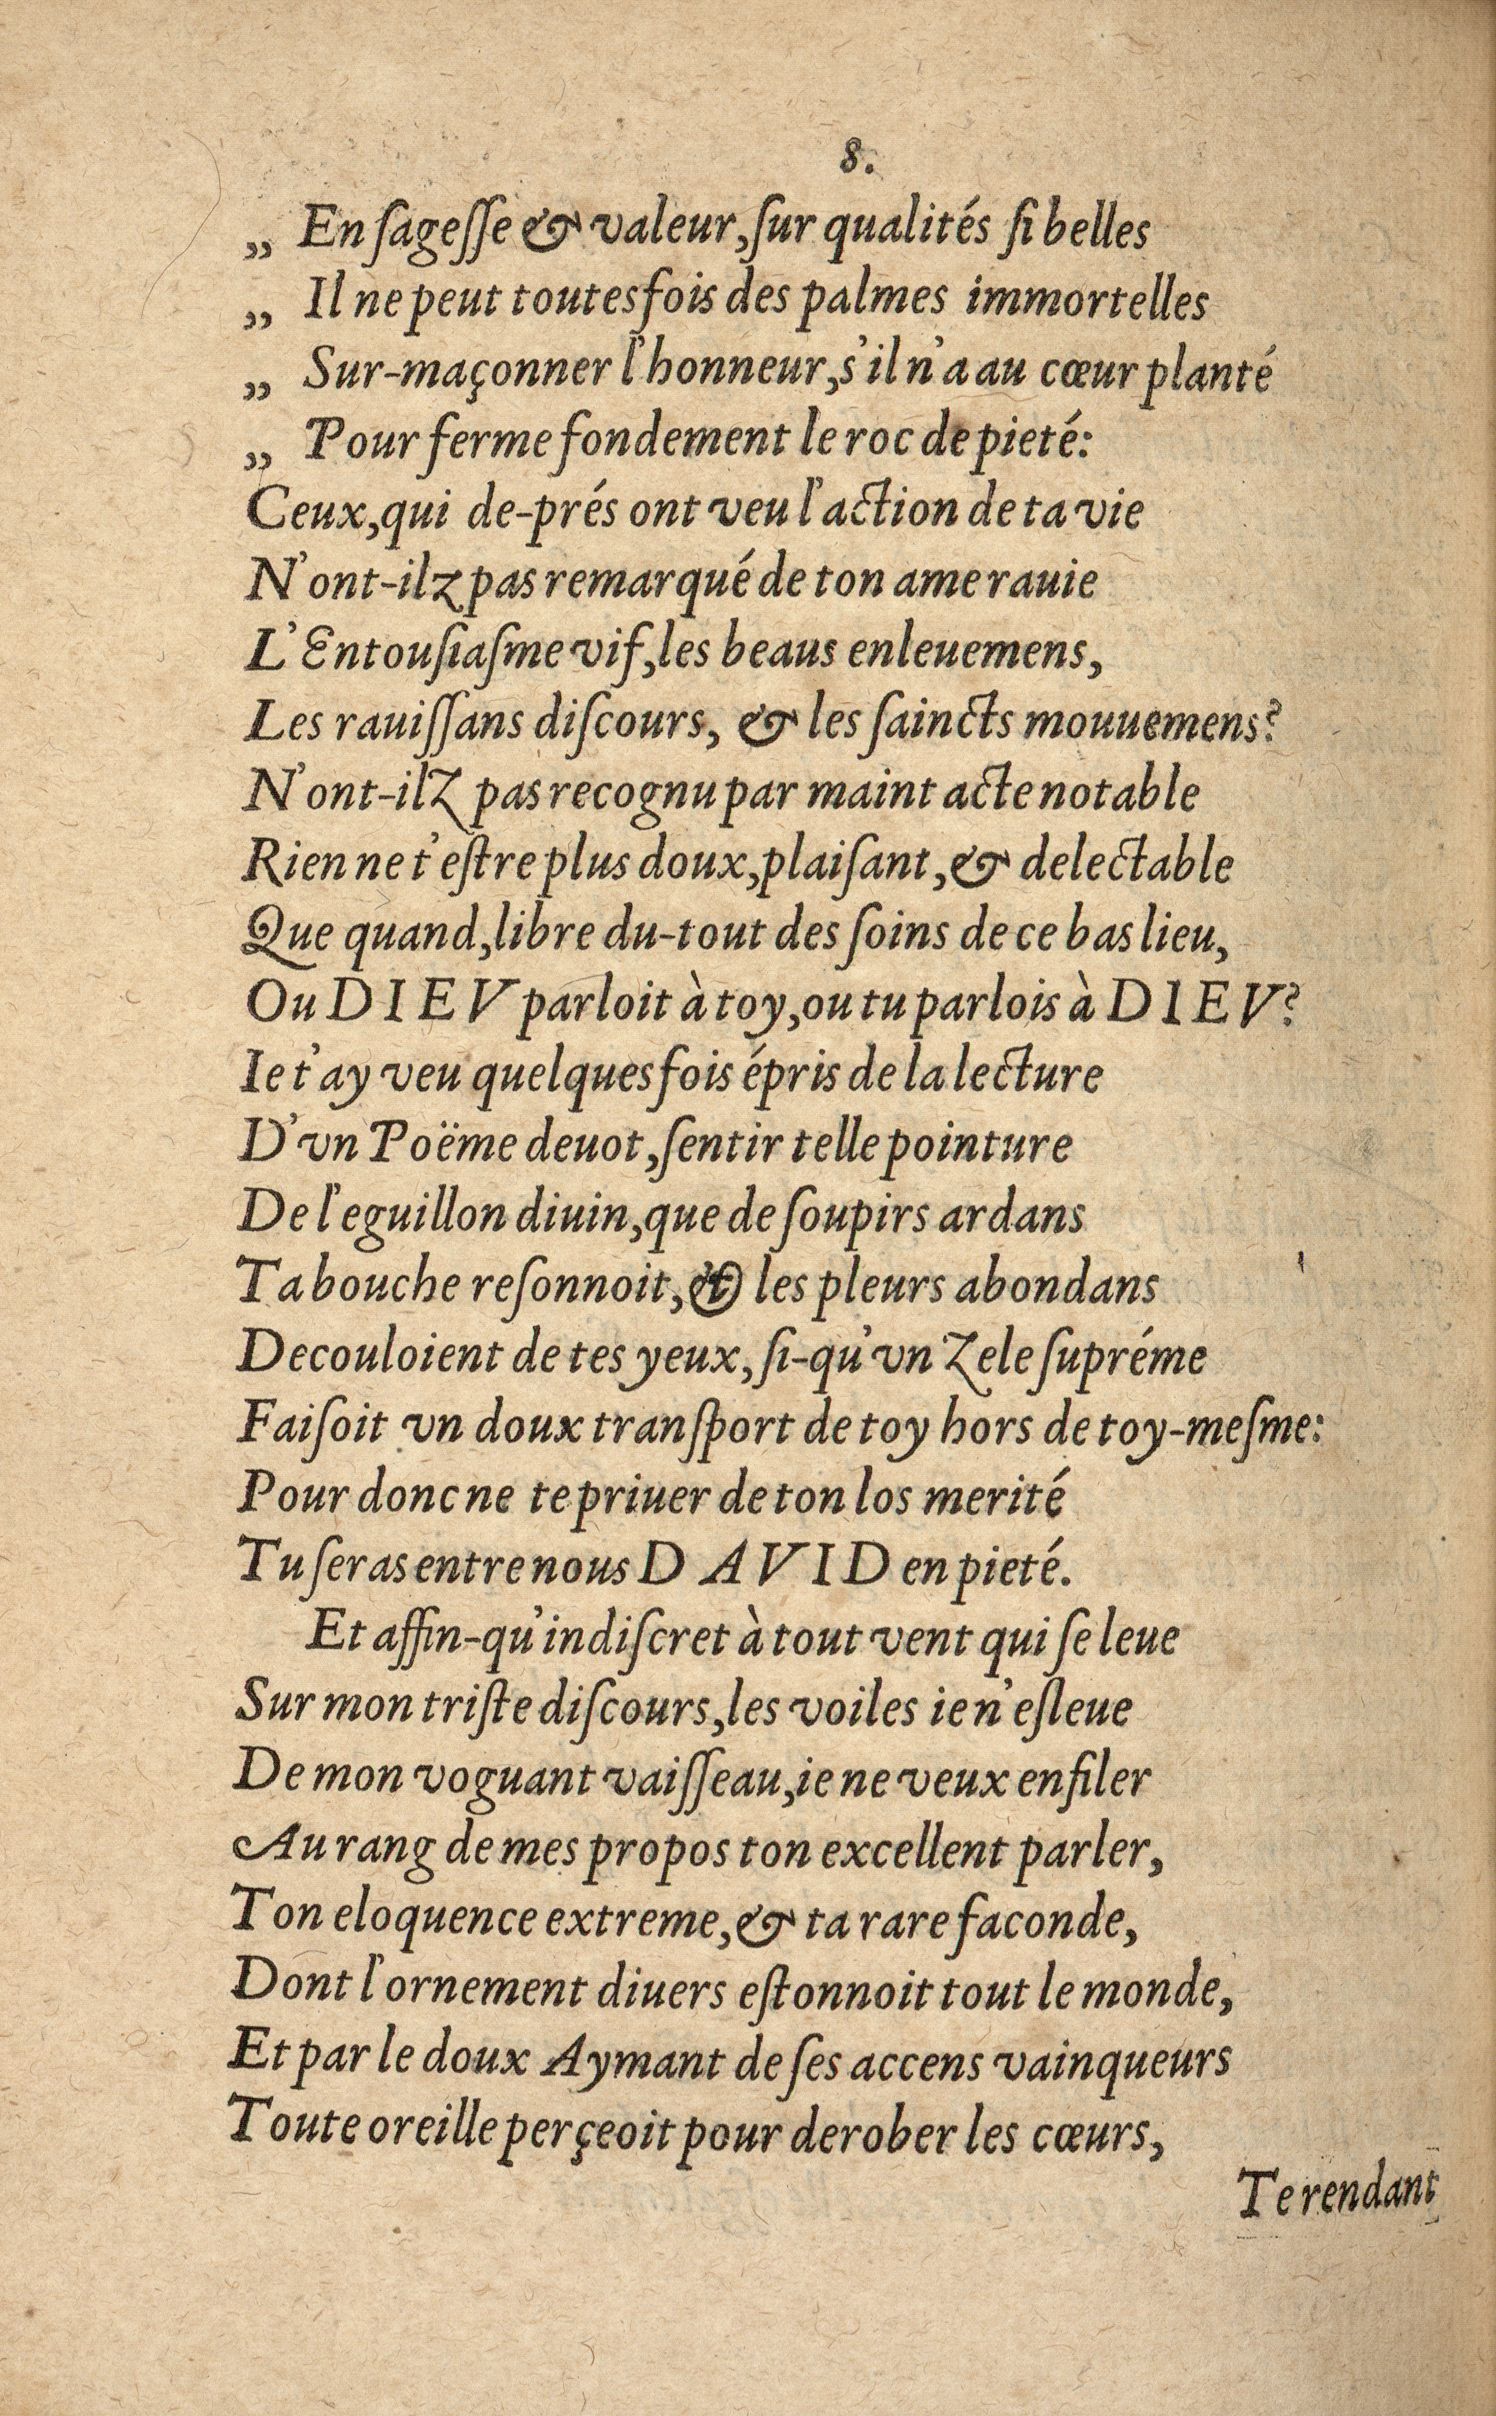 8.
„ En ſageſſe & valeur,ſur qualités ſi belles
„ Il ne peut toutesfois des palmes immortelles
„ Sur-maçonner l'honneur,s'il n'a au cœur planté
„ Pour ferme fondement le roc de pieté:
Ceux,qui de-prés ont veu l'action de ta vie
N'ont-ilz pas remarqué de ton ame rauie
L'Entouſiaſme vif,les beaus enleuemens,
Les rauiſſans diſcours, & les ſaincts mouuemens?
N'ont-ilz pas recognu par maint acte notable
Rien ne t'eſtre plus doux,plaiſant,& delectable
Que quand,libre du-tout des ſoins de ce bas lieu,
Ou DIEV parloit à toy,ou tu parlois à DIEV?
Ie t'ay veu quelquesfois épris de la lecture
D'vn Poëme deuot,ſentir telle pointure
De l'eguillon diuin,que de ſoupirs ardans
Ta bouche reſonnoit,& les pleurs abondans
Decouloient de tes yeux,ſi-qu'vn Zele ſupréme
Faiſoit vn doux tranſport de toy hors de toy-meſme:
Pour donc ne te priuer de ton los merité
Tu ſeras entre nous DAVID en pieté.
Et affin-qu'indiſcret à tout vent qui ſe leue
Sur mon triſte diſcours,les voiles ie n'eſleue
De mon voguant vaiſſeau,ie ne veux enfiler
Au rang de mes propos ton excellent parler,
Ton eloquence extreme,& ta rare faconde,
Dont l'ornement diuers eſtonnoit tout le monde,
Et par le doux Aymant de ſes accens vainqueurs
Toute oreille perçeoit pour derober les cœurs,
Te rendant